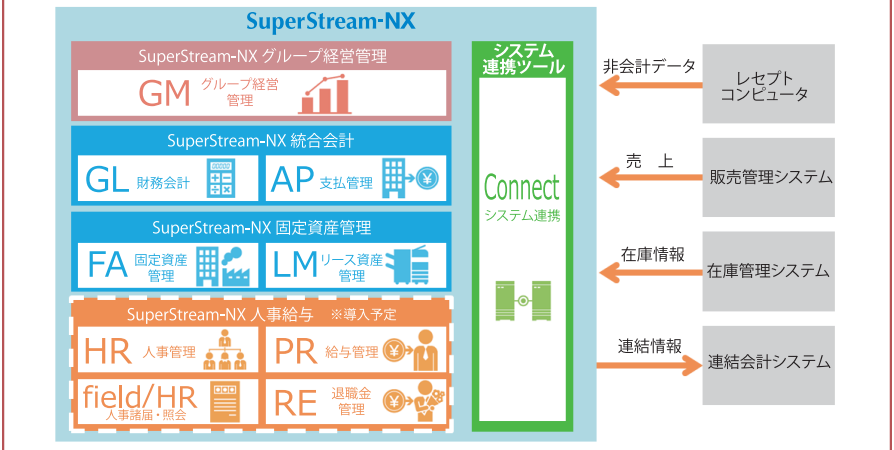 SuperStream-NX
SuperStream-NX グループ経営管理
GM グループ経営
管理
SuperStream-NX 統合会計
GL 財務会計
AP 支払管理
SuperStream-NX 固定資産管理
FA 固定資産
管理
LM リース資産
管理
SuperStream-NX 人事給与 ※導入予定
HR 人事管理
PR 給与管理
field/HR
人事諸届・照会
RE 退職金
管理
システム
連携ツール
Connect
システム連携
非会計データ
レセプト
コンピュータ
売 上
販売管理システム
在庫情報
在庫管理システム
連結情報
連結会計システム